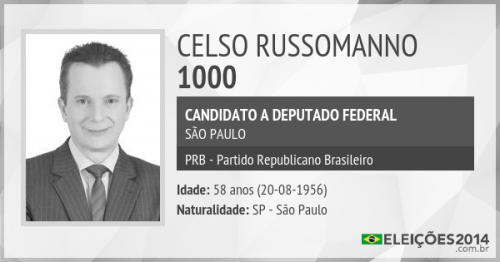 CELSO RUSSOMANNO
1000
CANDIDATO A DEPUTADO FEDERAL
SÃO PAULO
PRB - Partido Republicano Brasileiro
Idade: 58 anos (20-08-1956)
Naturalidade: SP - São Paulo
ELEIÇÕES2014
.com.br